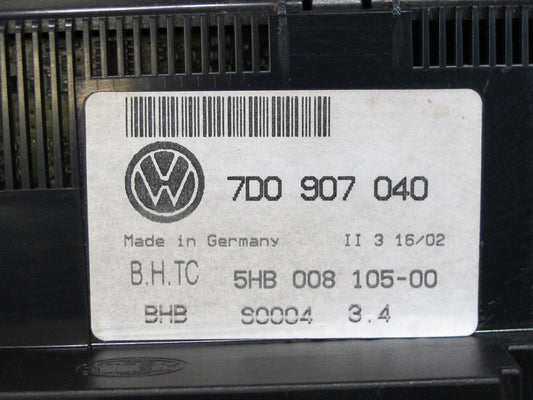 VW
7D0 907 040
Made in Germany II 3 16/02
B.H.TC 5HB 008 105-00
BHB S0004 3.4